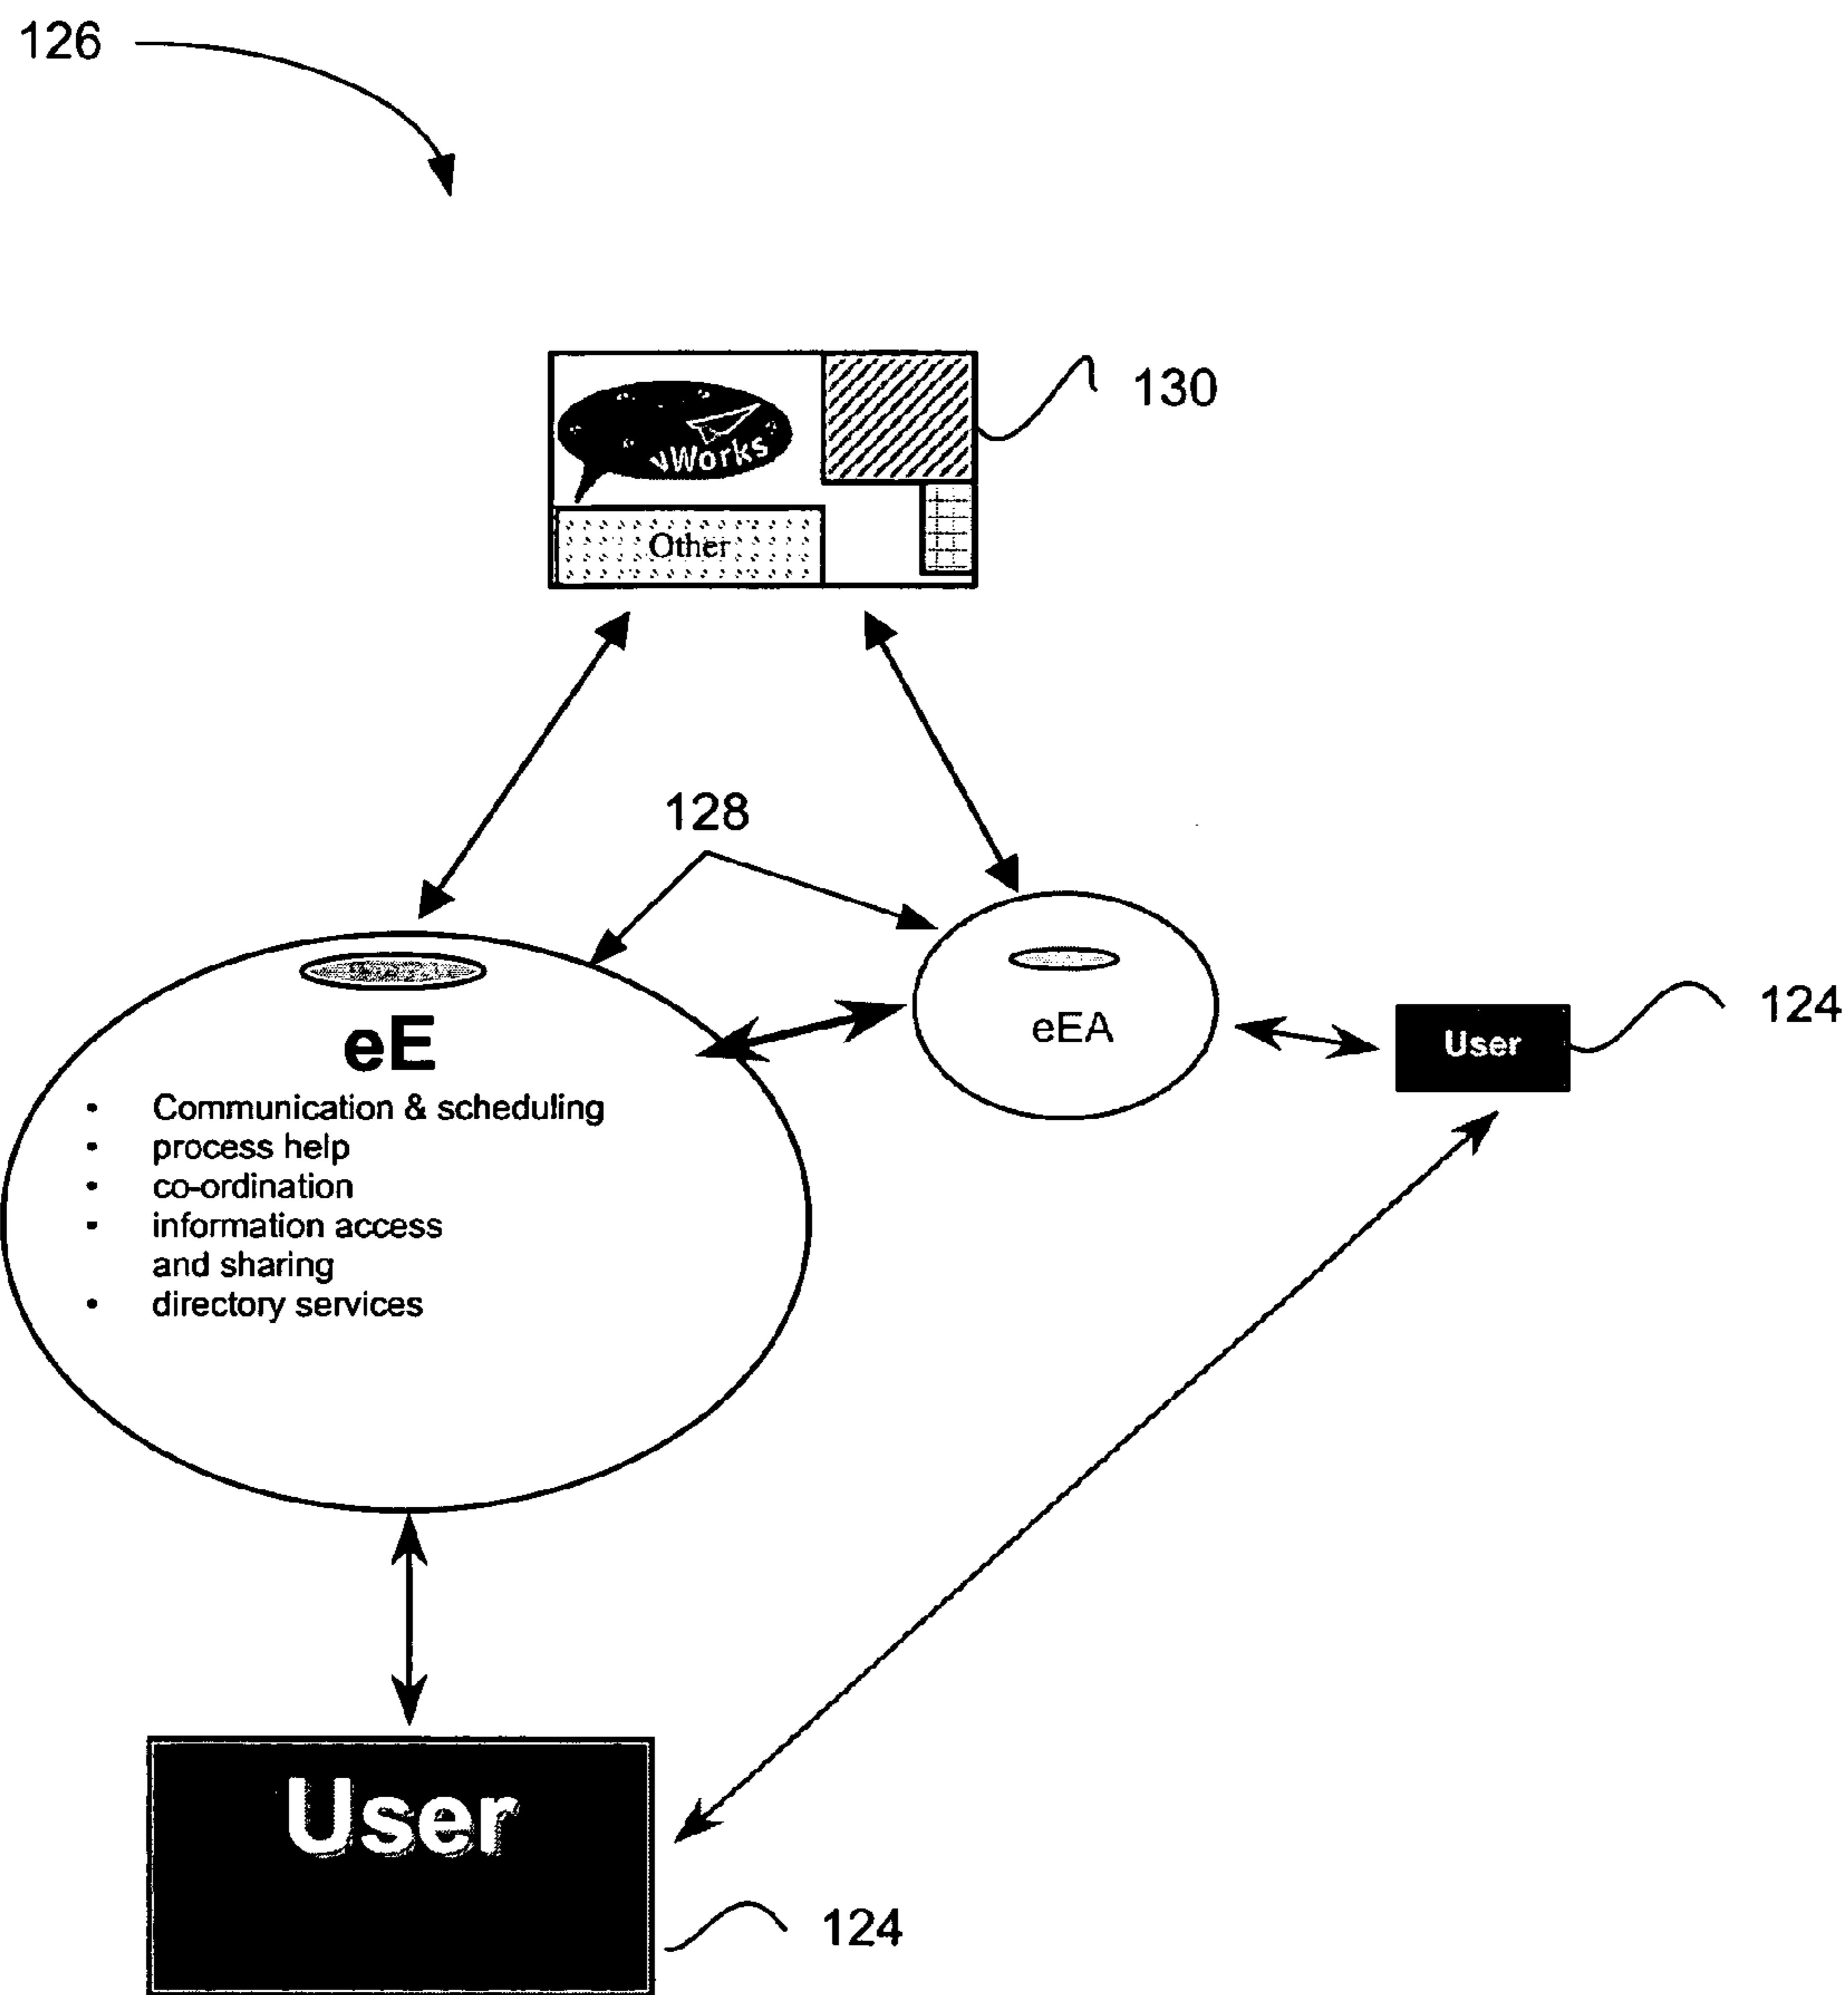 126
130
Other
128
eE
• Communication & scheduling
• process help
• co-ordination
• information access
and sharing
• directory services
eEA
User
124
User
124